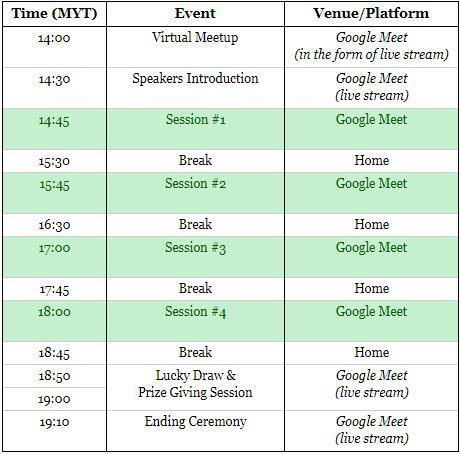 Time (MYT) Event Venue/Platform
14:00 Virtual Meetup Google Meet
(in the form of live stream)
14:30 Speakers Introduction Google Meet
(live stream)
14:45 Session #1 Google Meet
15:30 Break Home
15:45 Session #2 Google Meet
16:30 Break Home
17:00 Session #3 Google Meet
17:45 Break Home
18:00 Session #4 Google Meet
18:45 Break Home
18:50 Lucky Draw & Google Meet
19:00 Prize Giving Session (live stream)
19:10 Ending Ceremony Google Meet
(live stream)